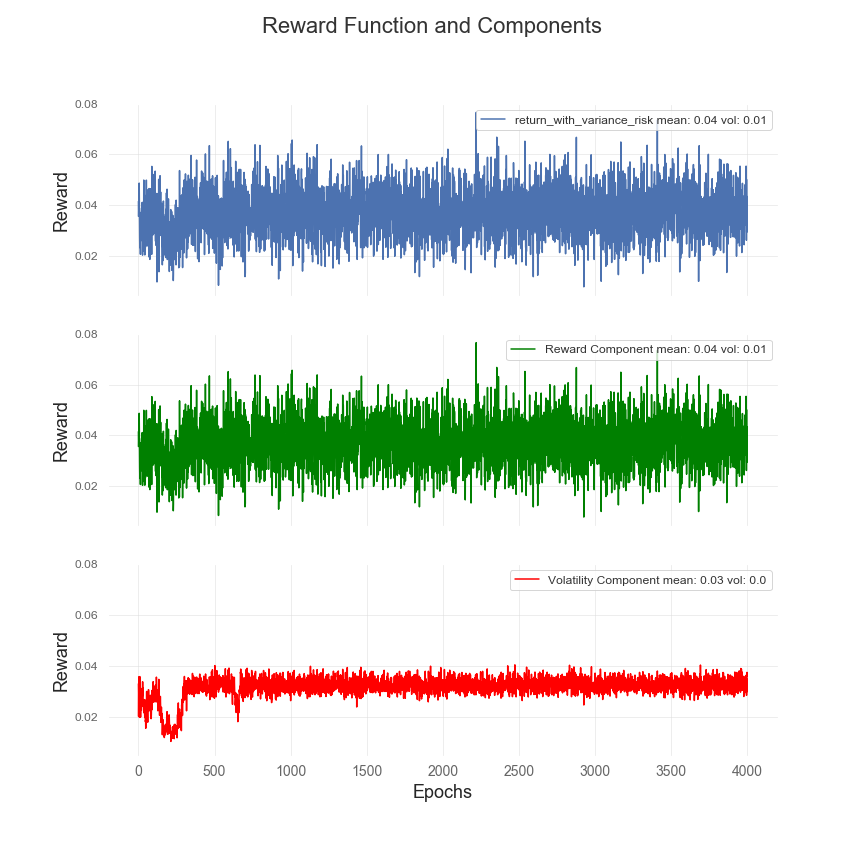 Reward Function and Components
0.08
0.06
0.04
0.02
Reward
return_with_variance_risk mean: 0.04 vol: 0.01
0.08
0.06
0.04
0.02
Reward
Reward Component mean: 0.04 vol: 0.01
0.08
0.06
0.04
0.02
Reward
Volatility Component mean: 0.03 vol: 0.0
0 500 1000 1500 2000 2500 3000 3500 4000
Epochs